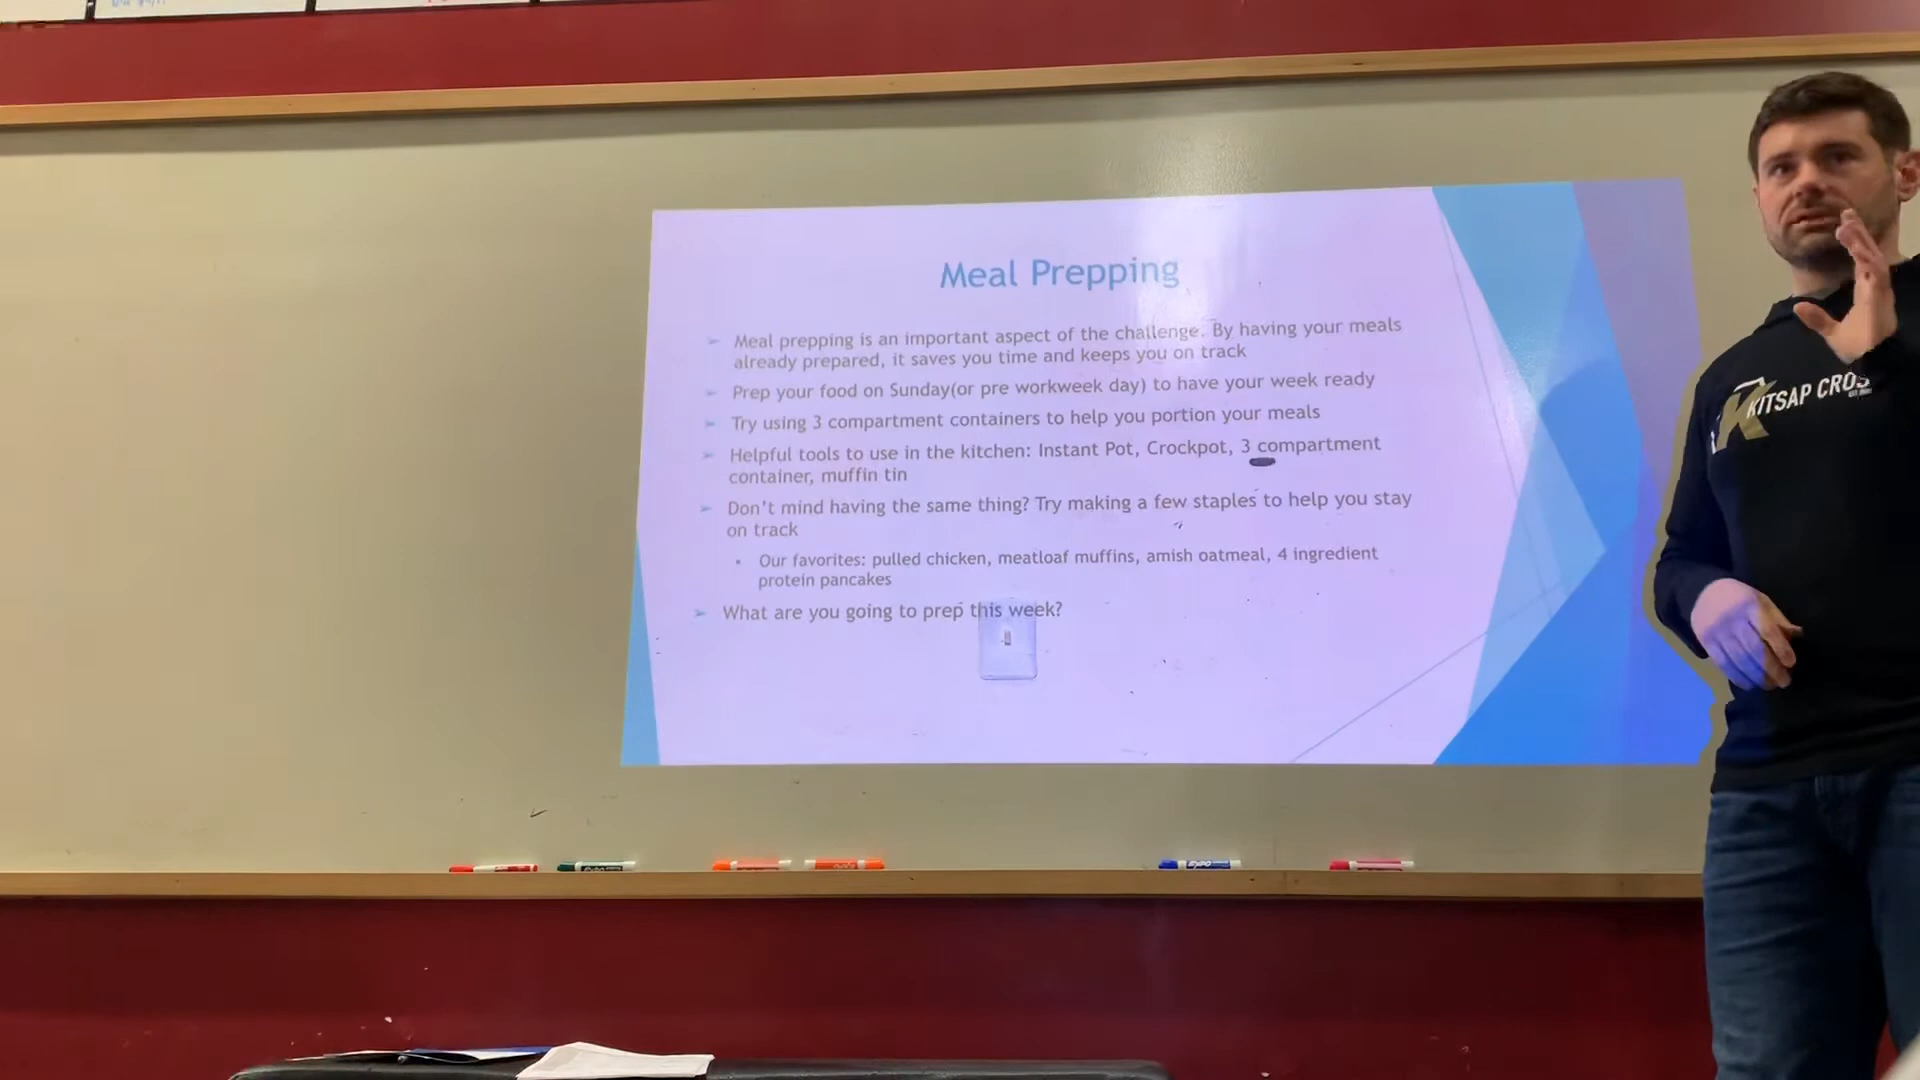 Meal Prepping
Meal prepping is an important aspect of the challenge. By having your meals
already prepared, it saves you time and keeps you on track
Prep your food on Sunday(or pre workweek day) to have your week ready
Try using 3 compartment containers to help you portion your meals
Helpful tools to use in the kitchen: Instant Pot, Crockpot, 3 compartment
container, muffin tin
Don't mind having the same thing? Try making a few staples to help you stay
on track
Our favorites: pulled chicken, meatloaf muffins, amish oatmeal, 4 ingredient
protein pancakes
What are you going to prep this week?
KITSAP CROS
EXPO